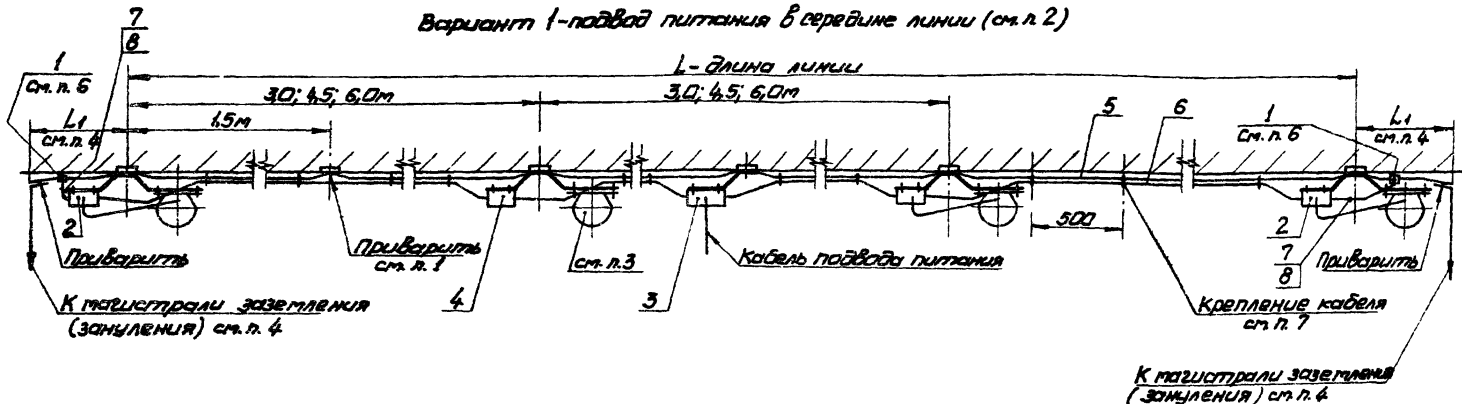 Вариант 1-подвод питания в середине линии (см. п. 2)
7
8
1
см. п. 6
L - длина линии
3,0; 4,5; 6,0м
3,0; 4,5; 6,0м
L1
см. п. 4
1,5м
5
6
1
см. п. 6
L1
см. п. 4
2
Приварить
Приварить
см. п. 1
4
см. п. 3
3
Кабель подвода питания
500
2
7
8
Приварить
К магистрали заземления
(зануления) см. п. 4
Крепление кабеля
см. п. 7
К магистрали заземления
(зануления) см. п. 4